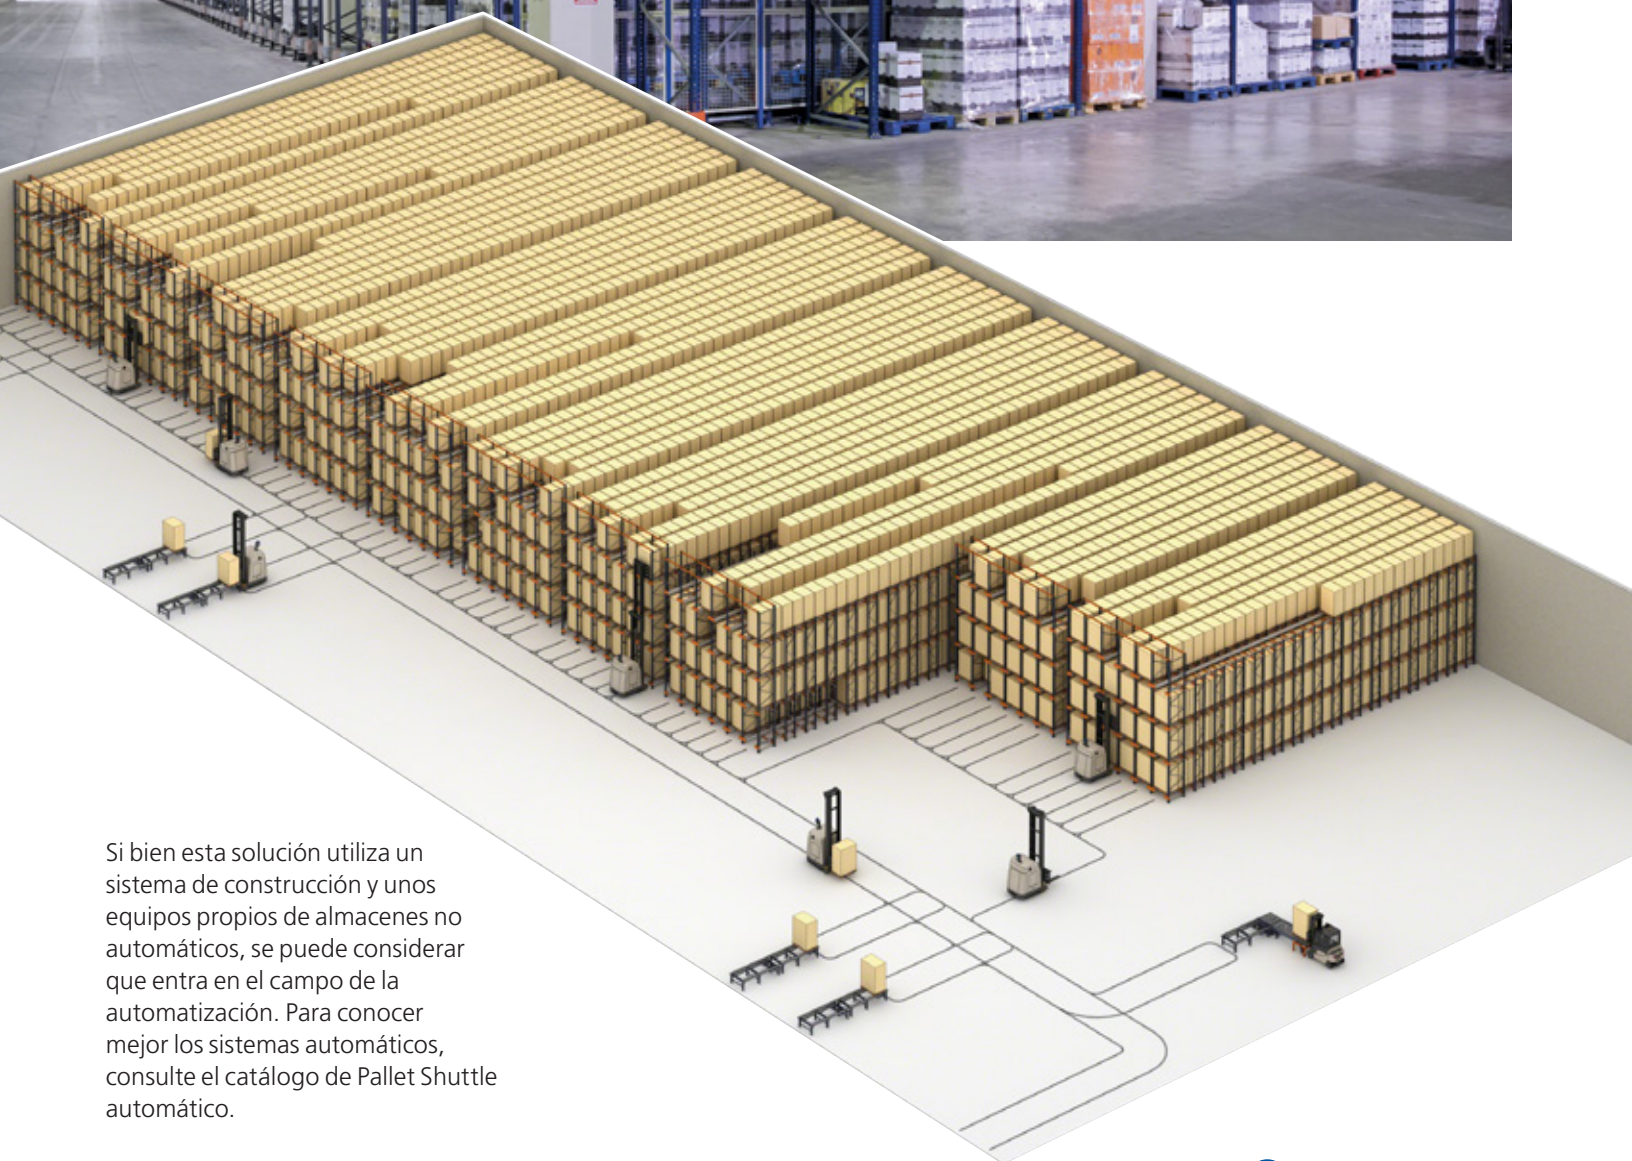 Si bien esta solución utiliza un
sistema de construcción y unos
equipos propios de almacenes no
automáticos, se puede considerar
que entra en el campo de la
automatización. Para conocer
mejor los sistemas automáticos,
consulte el catálogo de Pallet Shuttle
automático.